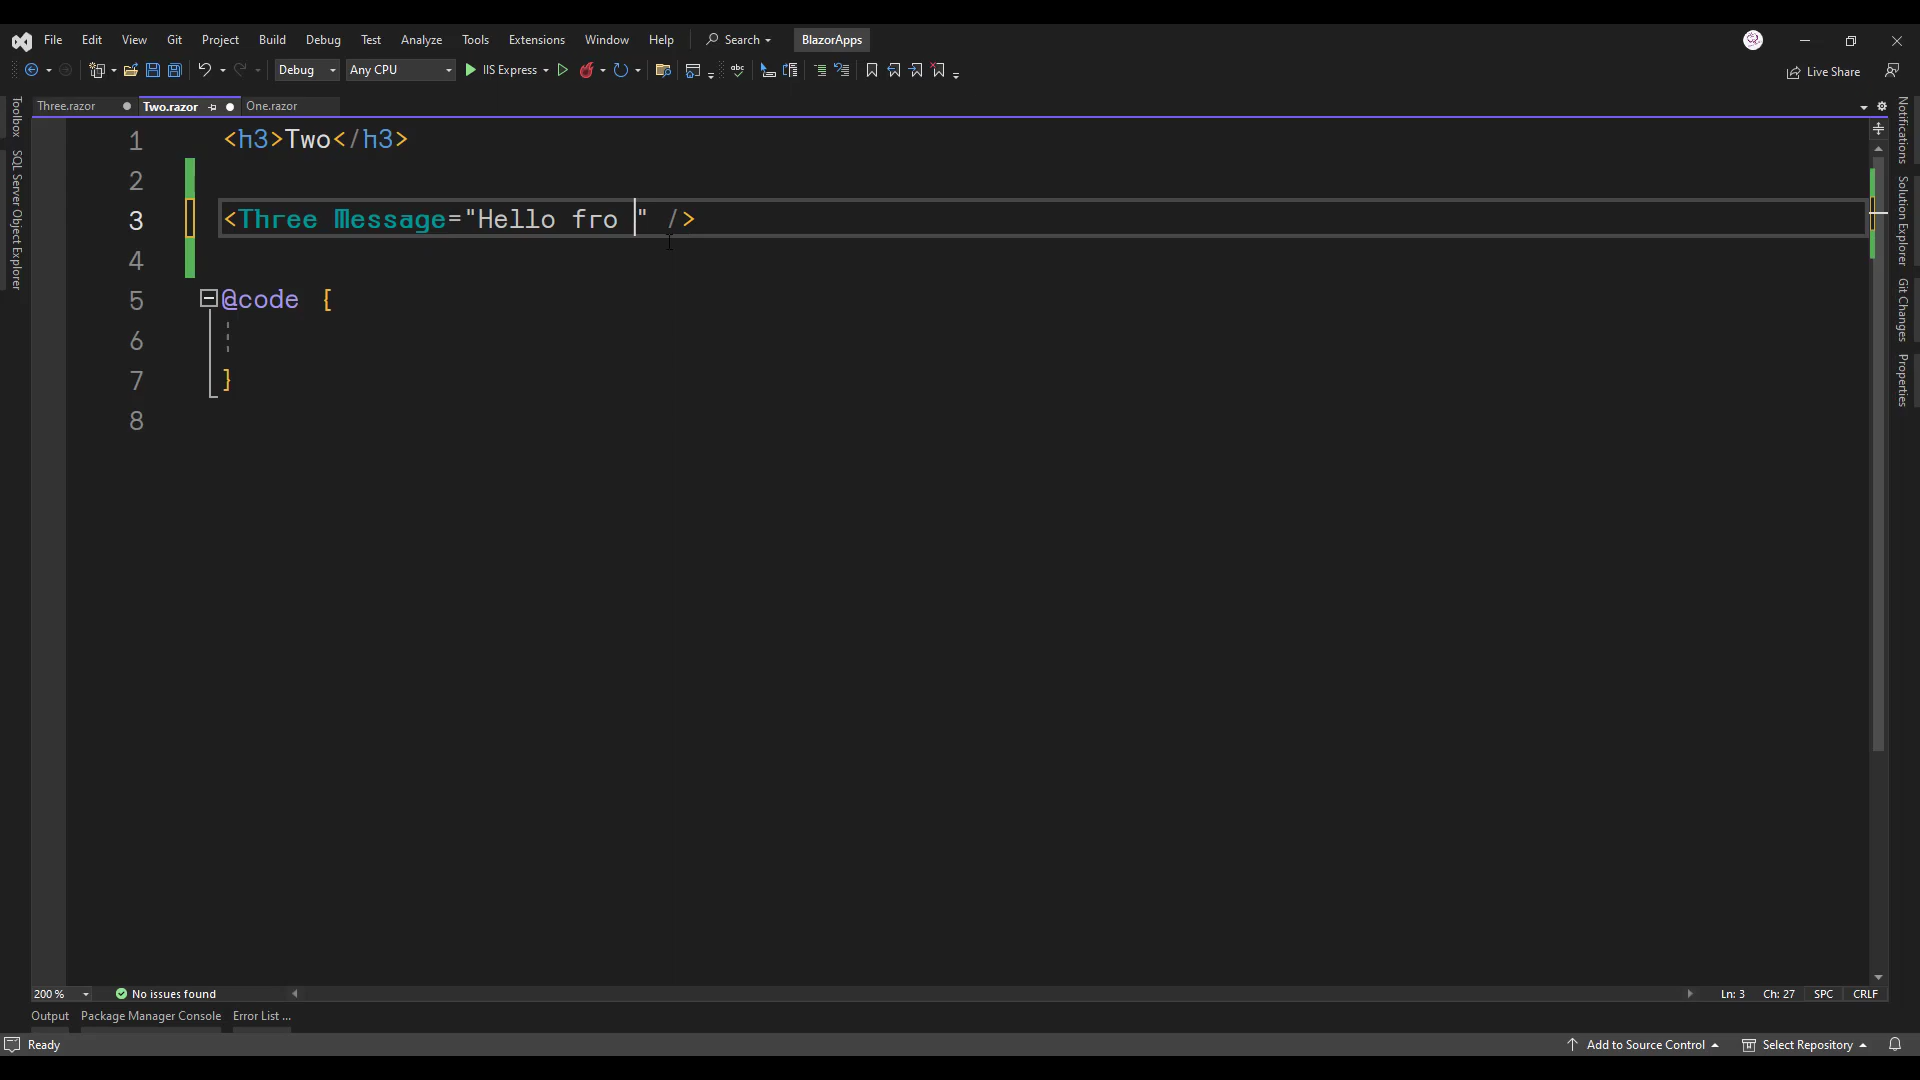 File Edit View Git Project Build Debug Test Analyze Tools Extensions Window Help Search BlazorApps
Debug Any CPU IIS Express abc Live Share
Three.razor Two.razor One.razor
Toolbox
SQL Server Object Explorer
1 <h3>Two</h3>
2
3 <Three Message="Hello fro " />
4
5 @code {
6
7 }
8
Notifications
Solution Explorer
Git Changes
Properties
200 % No issues found Ln: 3 Ch: 27 SPC CRLF
Output Package Manager Console Error List ...
Ready Add to Source Control Select Repository